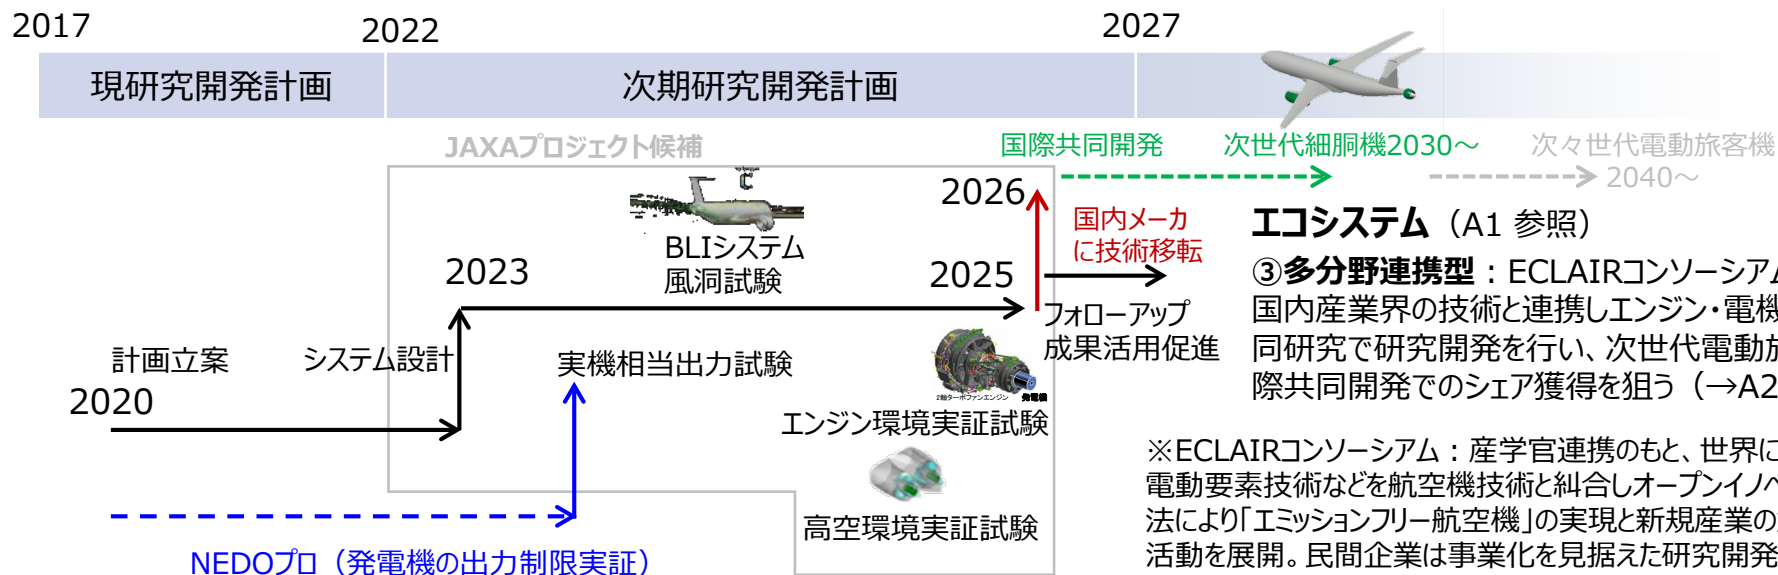 2017
2022
2027
現研究開発計画
次期研究開発計画
JAXAプロジェクト候補
国際共同開発
次世代細胴機2030～
次々世代電動旅客機
2040～
2026
国内メーカ
に技術移転
BLIシステム
風洞試験
2023
2025
フォローアップ
成果活用促進
計画立案
システム設計
実機相当出力試験
2020
2軸ターボファンエンジン
発電機
エンジン環境実証試験
高空環境実証試験
NEDOプロ（発電機の出力制限実証）
エコシステム（A1 参照）
③多分野連携型：ECLAIRコンソーシアム
国内産業界の技術と連携しエンジン・電機
同研究で研究開発を行い、次世代電動旅
際共同開発でのシェア獲得を狙う（→A2
※ECLAIRコンソーシアム：産学官連携のもと、世界に
電動要素技術などを航空機技術と糾合しオープンイノベ
法により「エミッションフリー航空機」の実現と新規産業の
活動を展開。民間企業は事業化を見据えた研究開発